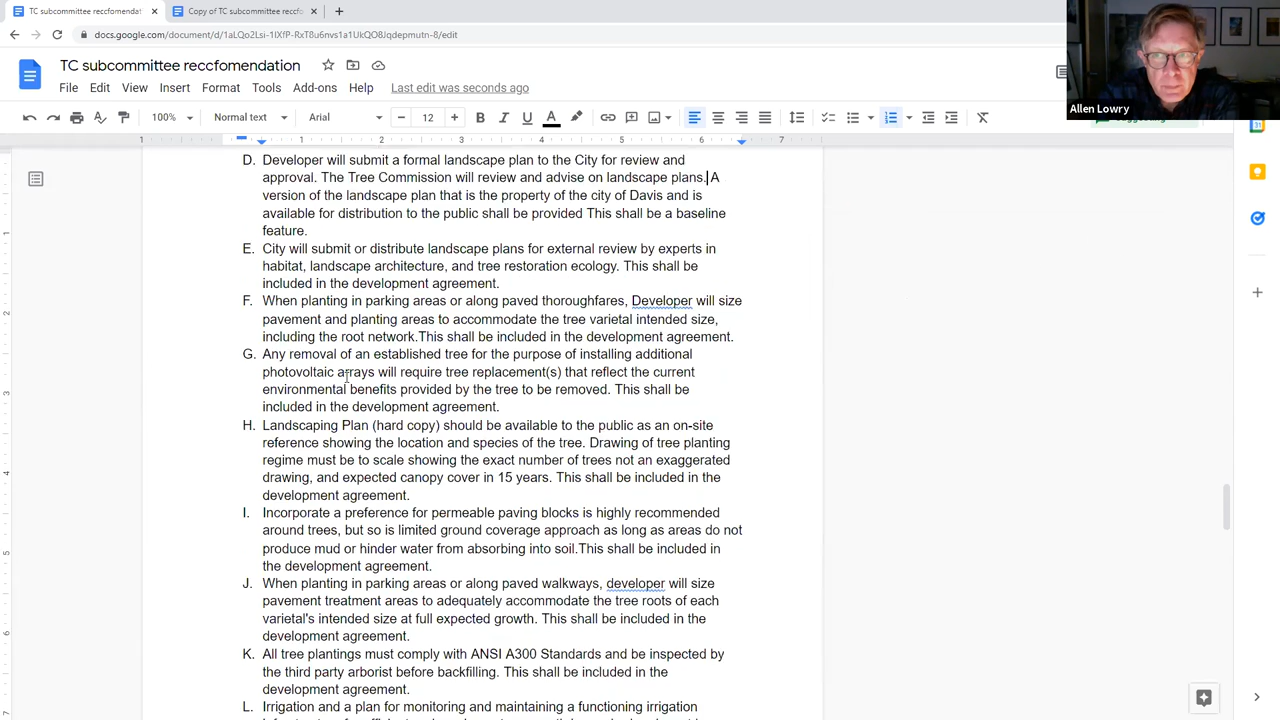 TC subcommittee reccfomendat
Copy of TC subcommittee reccfo
docs.google.com/document/d/1aLQo2Lsi-1IXfP-RxT8u6nvs1a1UkQO8Jqdepmutn-8/edit
TC subcommittee reccfomendation
File Edit View Insert Format Tools Add-ons Help Last edit was seconds ago
Allen Lowry
100% Normal text Arial 12
1 1 2 3 4 5 6 7
D. Developer will submit a formal landscape plan to the City for review and
approval. The Tree Commission will review and advise on landscape plans. A
version of the landscape plan that is the property of the city of Davis and is
available for distribution to the public shall be provided This shall be a baseline
feature.
E. City will submit or distribute landscape plans for external review by experts in
habitat, landscape architecture, and tree restoration ecology. This shall be
included in the development agreement.
F. When planting in parking areas or along paved thoroughfares, Developer will size
pavement and planting areas to accommodate the tree varietal intended size,
including the root network.This shall be included in the development agreement.
G. Any removal of an established tree for the purpose of installing additional
photovoltaic arrays will require tree replacement(s) that reflect the current
environmental benefits provided by the tree to be removed. This shall be
included in the development agreement.
H. Landscaping Plan (hard copy) should be available to the public as an on-site
reference showing the location and species of the tree. Drawing of tree planting
regime must be to scale showing the exact number of trees not an exaggerated
drawing, and expected canopy cover in 15 years. This shall be included in the
development agreement.
I. Incorporate a preference for permeable paving blocks is highly recommended
around trees, but so is limited ground coverage approach as long as areas do not
produce mud or hinder water from absorbing into soil.This shall be included in
the development agreement.
J. When planting in parking areas or along paved walkways, developer will size
pavement treatment areas to adequately accommodate the tree roots of each
varietal's intended size at full expected growth. This shall be included in the
development agreement.
K. All tree plantings must comply with ANSI A300 Standards and be inspected by
the third party arborist before backfilling. This shall be included in the
development agreement.
L. Irrigation and a plan for monitoring and maintaining a functioning irrigation